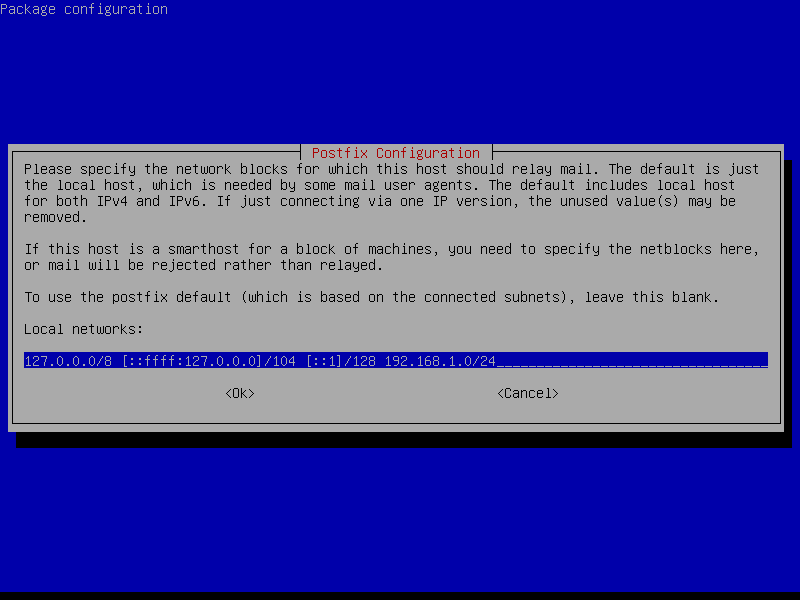 Package configuration
Postfix Configuration
Please specify the network blocks for which this host should relay mail. The default is just
the local host, which is needed by some mail user agents. The default includes local host
for both IPv4 and IPv6. If just connecting via one IP version, the unused value(s) may be
removed.
If this host is a smarthost for a block of machines, you need to specify the netblocks here,
or mail will be rejected rather than relayed.
To use the postfix default (which is based on the connected subnets), leave this blank.
Local networks:
127.0.0.0/8 [::ffff:127.0.0.0]/104 [::1]/128 192.168.1.0/24__________________________________
<Ok> <Cancel>